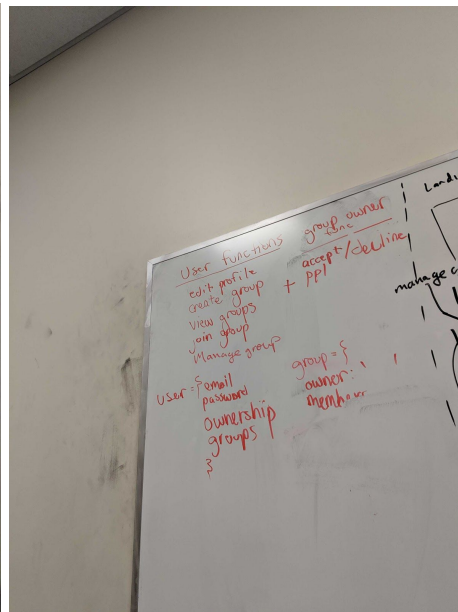 User functions
edit profile
create group
view groups
join group
Manage group
group owner
func
+ accept/decline
ppl
user = {email
password
ownership
groups
}
group = {
owner: ' '
manage